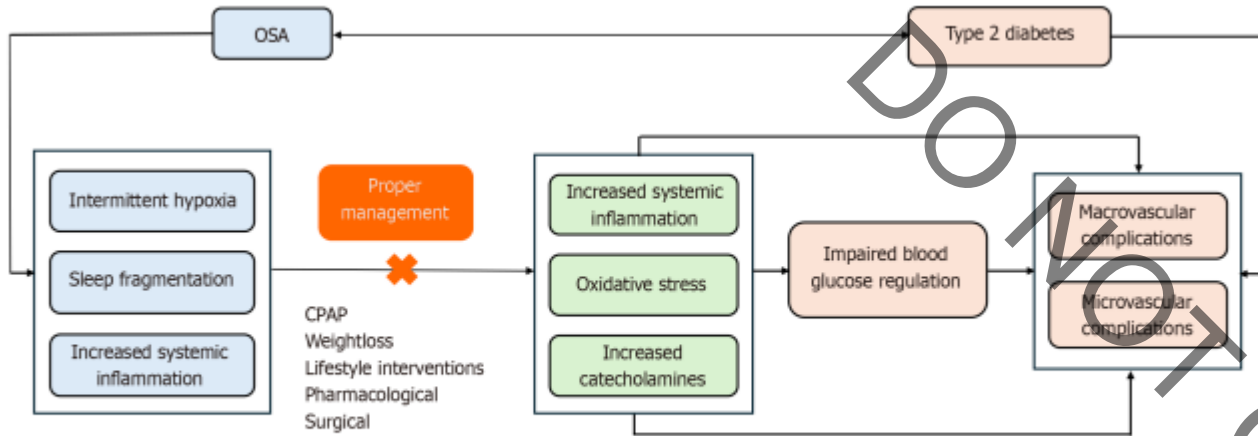 OSA
Type 2 diabetes
Intermittent hypoxia
Sleep fragmentation
Increased systemic
inflammation
Proper
management
CPAP
Weightloss
Lifestyle interventions
Pharmacological
Surgical
Increased systemic
inflammation
Oxidative stress
Increased
catecholamines
Impaired blood
glucose regulation
Macrovascular
complications
Microvascular
complications
DO NOT